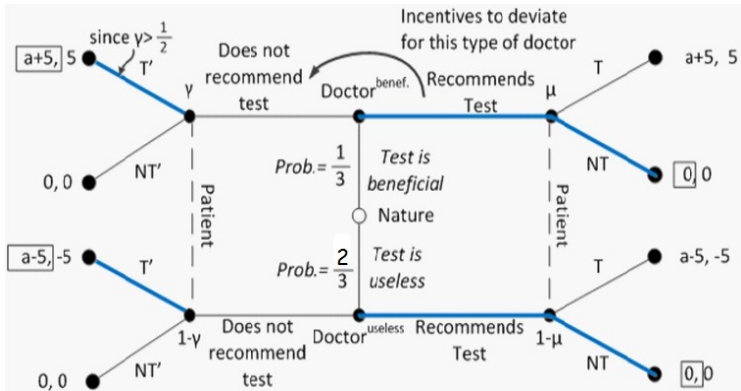 Incentives to deviate
for this type of doctor
since γ> 1/2
a+5, 5
T'
γ
Does not
recommend
test
Doctor benef.
Recommends
Test
μ
T
a+5, 5
NT'
0, 0
Prob.= 1/3
Test is
beneficial
NT
0, 0
Patient
Nature
Patient
a-5, -5
T'
Prob.= 2/3
Test is
useless
T
a-5, -5
1-γ
Does not
recommend
test
Doctor useless
Recommends
Test
1-μ
NT'
0, 0
NT
0, 0